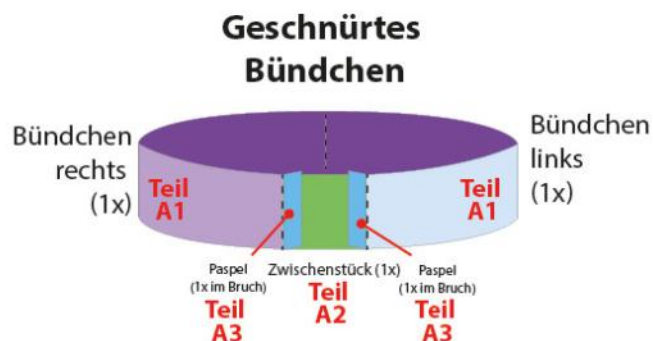 Geschnürtes
Bündchen
Bündchen
rechts
(1x)
Teil
A1
Bündchen
links
(1x)
Teil
A1
Paspel
(1x im Bruch)
Teil
A3
Zwischenstück (1x)
Teil
A2
Paspel
(1x im Bruch)
Teil
A3